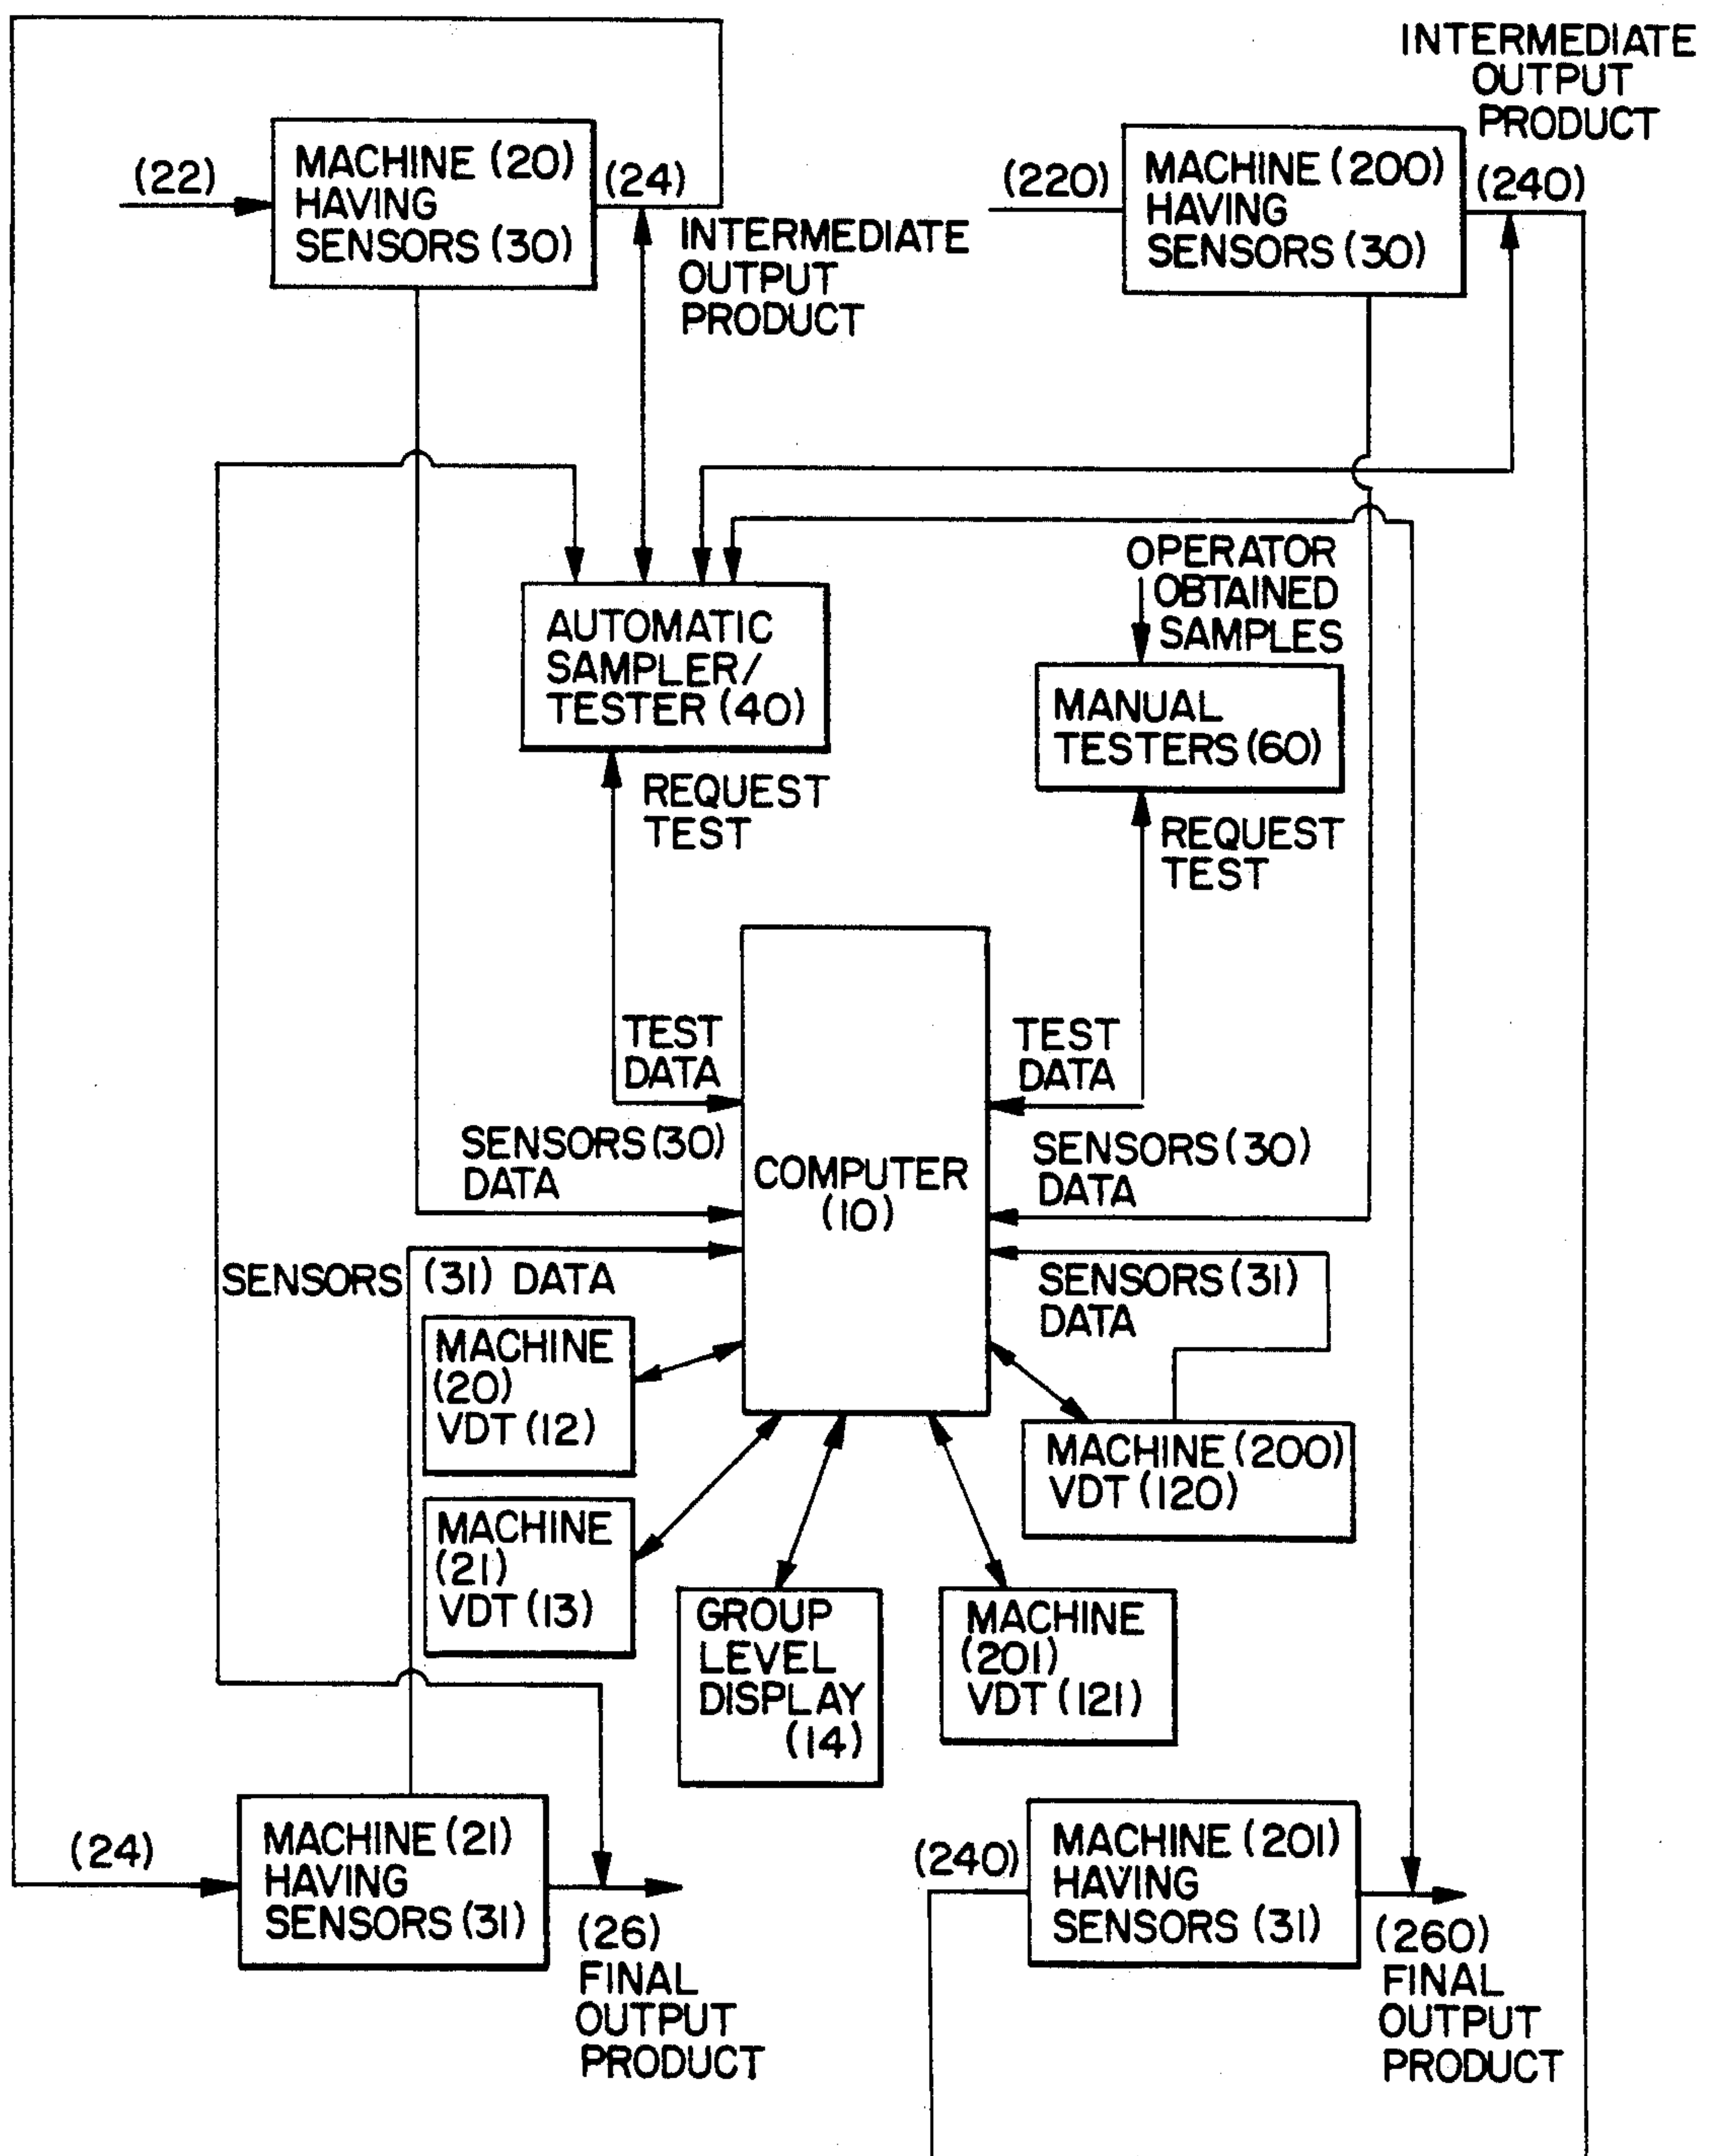 INTERMEDIATE
OUTPUT
PRODUCT
(22)
MACHINE (20)
HAVING
SENSORS (30)
(24)
INTERMEDIATE
OUTPUT
PRODUCT
(220)
MACHINE (200)
HAVING
SENSORS (30)
(240)
AUTOMATIC
SAMPLER/
TESTER (40)
OPERATOR
OBTAINED
SAMPLES
MANUAL
TESTERS (60)
REQUEST
TEST
REQUEST
TEST
TEST
DATA
TEST
DATA
SENSORS (30)
DATA
COMPUTER
(10)
SENSORS (30)
DATA
SENSORS (31) DATA
SENSORS (31)
DATA
MACHINE
(20)
VDT (12)
MACHINE (200)
VDT (120)
MACHINE
(21)
VDT (13)
GROUP
LEVEL
DISPLAY
(14)
MACHINE
(201)
VDT (121)
(24)
MACHINE (21)
HAVING
SENSORS (31)
(26)
FINAL
OUTPUT
PRODUCT
(240)
MACHINE (201)
HAVING
SENSORS (31)
(260)
FINAL
OUTPUT
PRODUCT